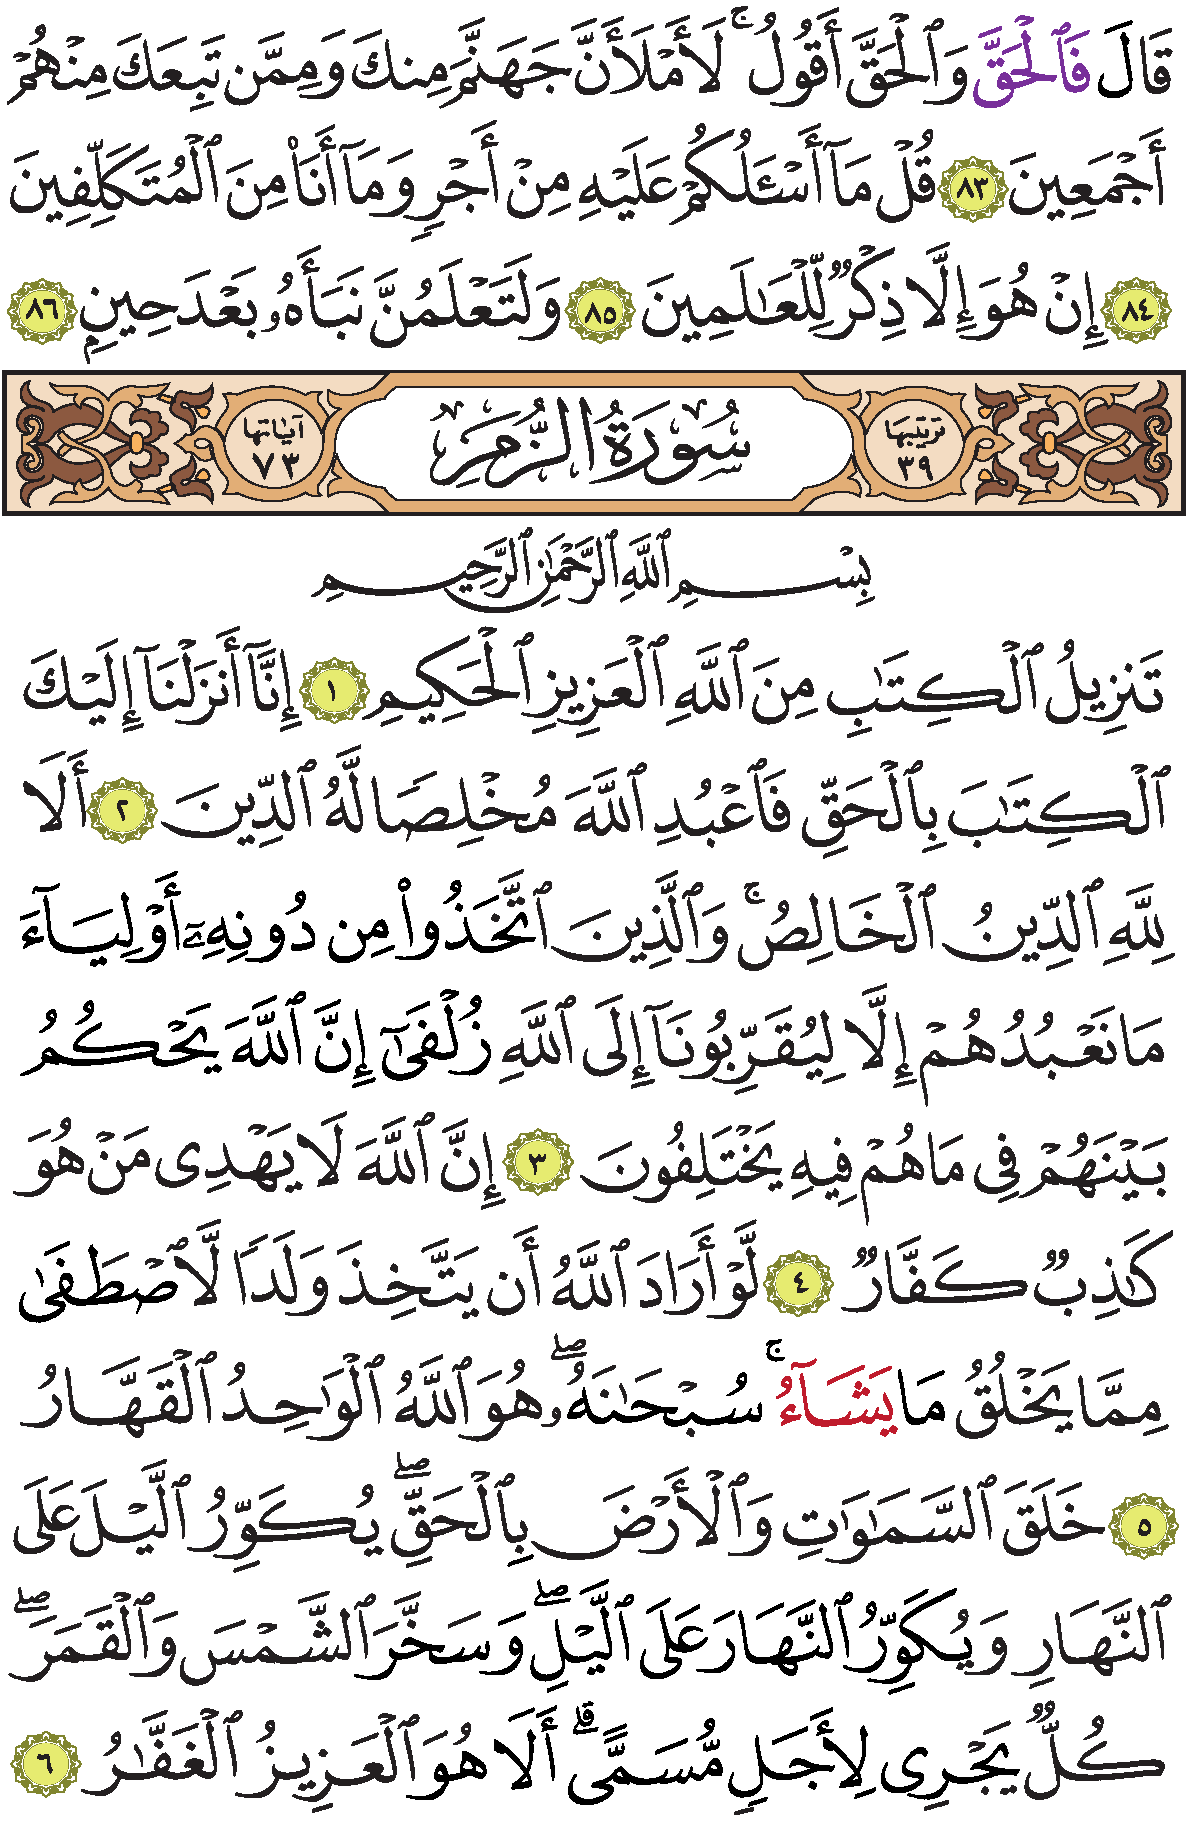 قَالَ فَٱلْحَقَّ وَٱلْحَقَّ أَقُولُ ۚ لَأَمْلَأَنَّ جَهَنَّمَ مِنكَ وَمِمَّن تَبِعَكَ مِنْهُمْ
أَجْمَعِينَ ٨٣ قُلْ مَآ أَسْـَٔلُكُمْ عَلَيْهِ مِنْ أَجْرٍ وَمَآ أَنَا۠ مِنَ ٱلْمُتَكَلِّفِينَ
٨٤ إِنْ هُوَ إِلَّا ذِكْرٌ لِّلْعَـٰلَمِينَ ٨٥ وَلَتَعْلَمُنَّ نَبَأَهُۥ بَعْدَ حِينٍۭ ٨٦
ترتيبها ٣٩ سُورَةُ الزُّمَرِ آياتها ٧٣
بِسْمِ ٱللَّهِ ٱلرَّحْمَـٰنِ ٱلرَّحِيمِ
تَنزِيلُ ٱلْكِتَـٰبِ مِنَ ٱللَّهِ ٱلْعَزِيزِ ٱلْحَكِيمِ ١ إِنَّآ أَنزَلْنَآ إِلَيْكَ
ٱلْكِتَـٰبَ بِٱلْحَقِّ فَٱعْبُدِ ٱللَّهَ مُخْلِصًا لَّهُ ٱلدِّينَ ٢ أَلَا
لِلَّهِ ٱلدِّينُ ٱلْخَالِصُ ۚ وَٱلَّذِينَ ٱتَّخَذُوا۟ مِن دُونِهِۦٓ أَوْلِيَآءَ
مَا نَعْبُدُهُمْ إِلَّا لِيُقَرِّبُونَآ إِلَى ٱللَّهِ زُلْفَىٰٓ إِنَّ ٱللَّهَ يَحْكُمُ
بَيْنَهُمْ فِى مَا هُمْ فِيهِ يَخْتَلِفُونَ ٣ إِنَّ ٱللَّهَ لَا يَهْدِى مَنْ هُوَ
كَـٰذِبٌ كَفَّارٌ ٤ لَّوْ أَرَادَ ٱللَّهُ أَن يَتَّخِذَ وَلَدًا لَّٱصْطَفَىٰ
مِمَّا يَخْلُقُ مَا يَشَآءُ ۚ سُبْحَـٰنَهُۥ ۖ هُوَ ٱللَّهُ ٱلْوَٰحِدُ ٱلْقَهَّارُ
٥ خَلَقَ ٱلسَّمَـٰوَٰتِ وَٱلْأَرْضَ بِٱلْحَقِّ ۖ يُكَوِّرُ ٱلَّيْلَ عَلَى
ٱلنَّهَارِ وَيُكَوِّرُ ٱلنَّهَارَ عَلَى ٱلَّيْلِ ۖ وَسَخَّرَ ٱلشَّمْسَ وَٱلْقَمَرَ ۖ
كُلٌّ يَجْرِى لِأَجَلٍ مُّسَمًّى ۗ أَلَا هُوَ ٱلْعَزِيزُ ٱلْغَفَّـٰرُ ٦